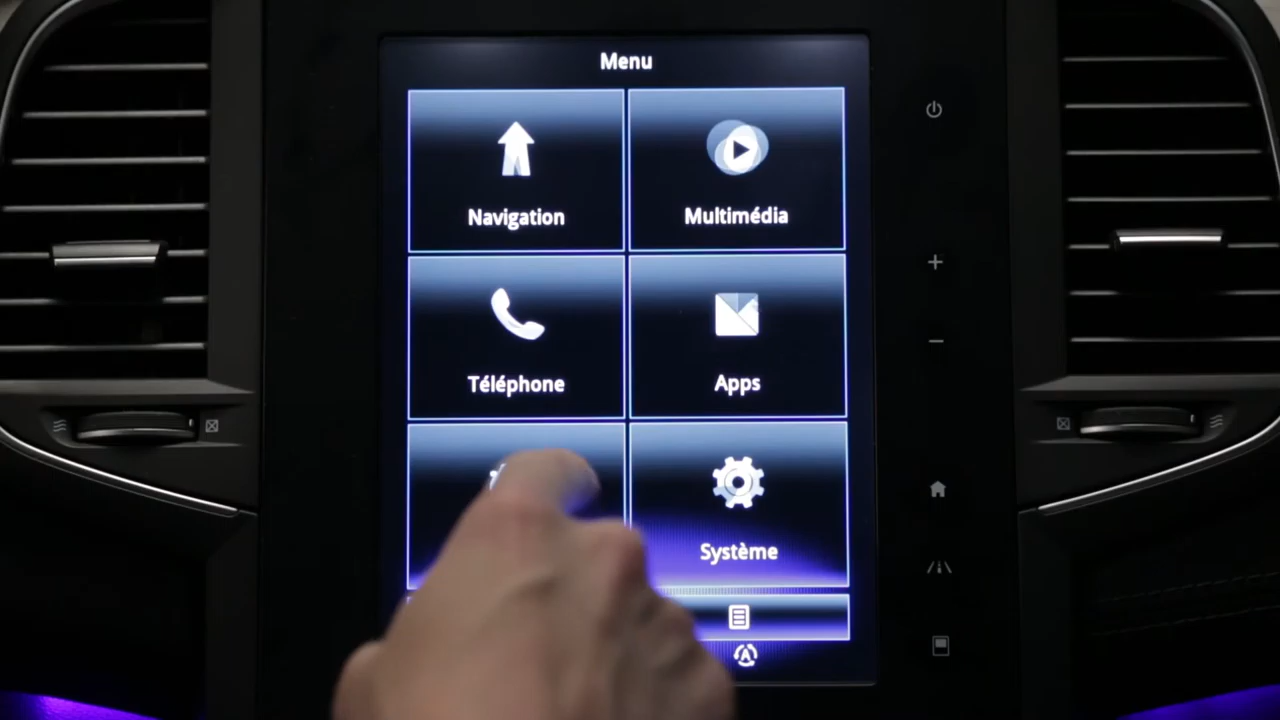 Menu
Navigation
Multimédia
Téléphone
Apps
Système